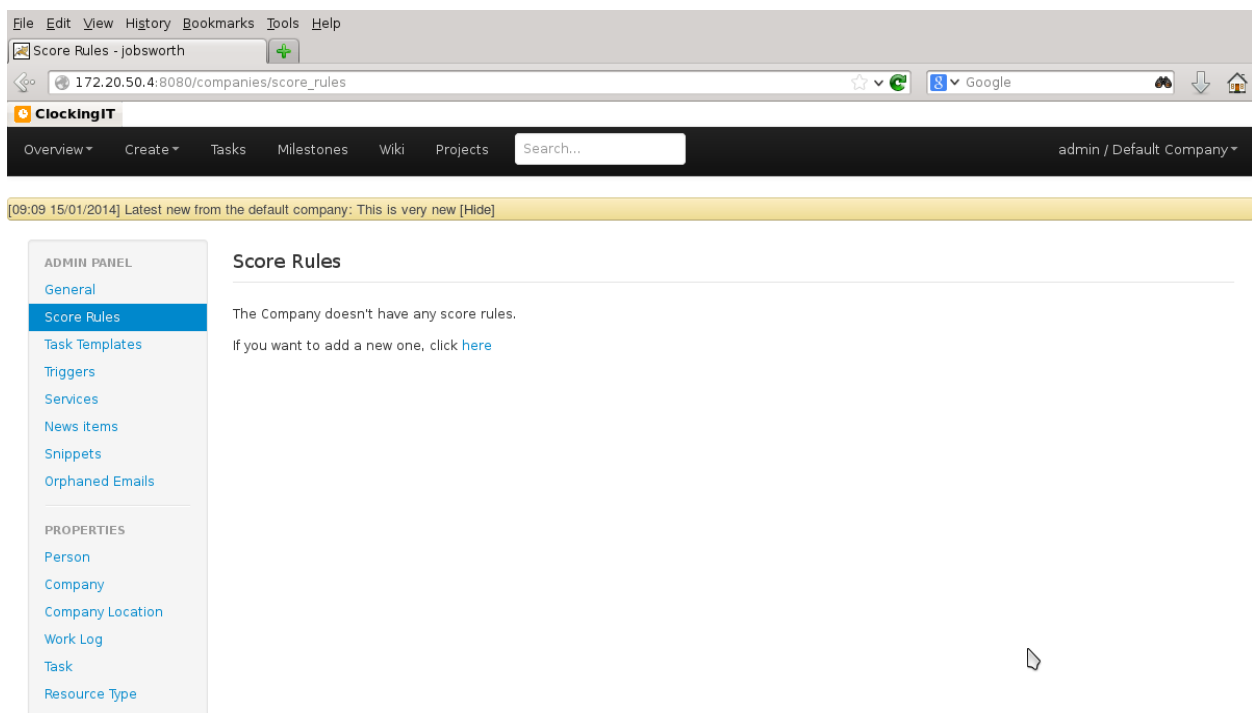 File Edit View History Bookmarks Tools Help
Score Rules - jobsworth
172.20.50.4:8080/companies/score_rules
8 Google
ClockingIT
Overview Create Tasks Milestones Wiki Projects Search... admin / Default Company
[09:09 15/01/2014] Latest new from the default company: This is very new [Hide]
ADMIN PANEL
General
Score Rules
Task Templates
Triggers
Services
News items
Snippets
Orphaned Emails
PROPERTIES
Person
Company
Company Location
Work Log
Task
Resource Type
Score Rules
The Company doesn't have any score rules.
If you want to add a new one, click here